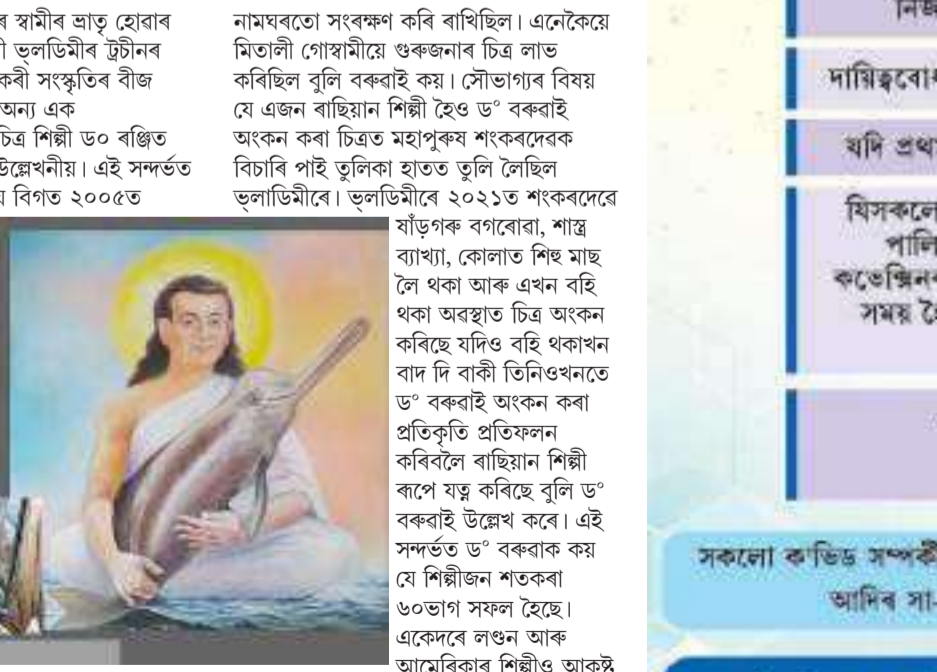 ৰ স্বামীৰ ভ্ৰাতৃ হোৱাৰ
ী ভ্লডিমীৰ ট্ৰচীনৰ
কৰী সংস্কৃতিৰ বীজ
অন্য এক
চিত্ৰ শিল্পী ড০ ৰঞ্জিত
উল্লেখনীয়। এই সন্দৰ্ভত
বিগত ২০০৫ত
নামঘৰতো সংৰক্ষণ কৰি ৰাখিছিল। এনেকৈয়ে
মিতালী গোস্বামীয়ে গুৰুজনাৰ চিত্ৰ লাভ
কৰিছিল বুলি বৰুৱাই কয়। সৌভাগ্যৰ বিষয়
যে এজন ৰাছিয়ান শিল্পী হৈও ড° বৰুৱাই
অংকন কৰা চিত্ৰত মহাপুৰুষ শংকৰদেৱক
বিচাৰি পাই তুলিকা হাতত তুলি লৈছিল
ভ্লাডিমীৰে। ভ্লডিমীৰে ২০২১ত শংকৰদেৱে
ষাঁড়গৰু বগৰোৱা, শাস্ত্ৰ
ব্যাখ্যা, কোলাত শিহু মাছ
লৈ থকা আৰু এখন বহি
থকা অৱস্থাত চিত্ৰ অংকন
কৰিছে যদিও বহি থকাখন
বাদ দি বাকী তিনিওখনতে
ড° বৰুৱাই অংকন কৰা
প্ৰতিকৃতি প্ৰতিফলন
কৰিবলৈ ৰাছিয়ান শিল্পী
ৰূপে যত্ন কৰিছে বুলি ড°
বৰুৱাই উল্লেখ কৰে। এই
সন্দৰ্ভত ড° বৰুৱাক কয়
যে শিল্পীজন শতকৰা
৬০ভাগ সফল হৈছে।
একেদৰে লণ্ডন আৰু
আমেৰিকাৰ শিল্পীও আকৃষ্ট
নিজ
দায়িত্ববোধ
যদি প্ৰথ
যিসকলে
পালি
কভেক্সিনৰ
সময় হৈ
সকলো ক'ভিড সম্পৰ্কী
আদিৰ সা-